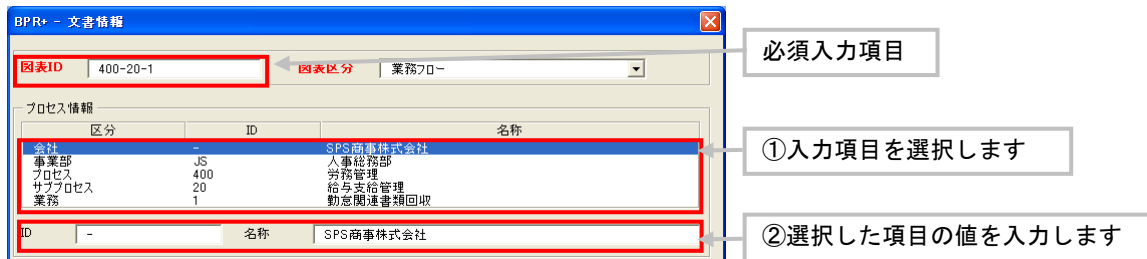 BPR+ - 文書情報
図表ID 400-20-1 図表区分 業務フロー
必須入力項目
プロセス情報
区分 ID 名称
会社 - SPS商事株式会社
事業部 JS 人事総務部
プロセス 400 労務管理
サブプロセス 20 給与支給管理
業務 1 勤怠関連書類回収
①入力項目を選択します
ID - 名称 SPS商事株式会社
②選択した項目の値を入力します